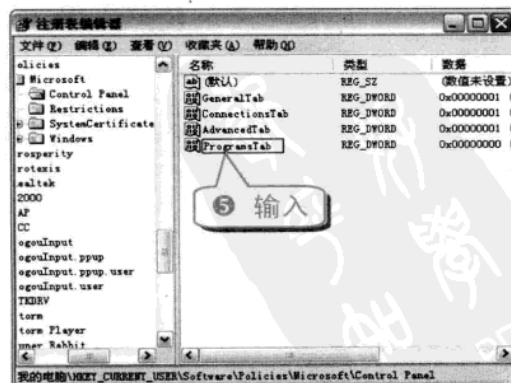 注册表编辑器
文件(F) 编辑(E) 查看(V) 收藏夹(A) 帮助(H)
olicies
Microsoft
Control Panel
Restrictions
SystemCertificate
Windows
rosperity
rotexis
ealtek
2000
AP
CC
ogouInput
ogouInput.ppup
ogouInput.ppup.user
ogouInput.user
TKDRV
torm
torm Player
uper Rabbit
名称 类型 数据
(默认) REG_SZ (数值未设置)
GeneralTab REG_DWORD 0x00000001
ConnectionsTab REG_DWORD 0x00000001
AdvancedTab REG_DWORD 0x00000001
ProgramsTab REG_DWORD 0x00000000
❺ 输入
我的电脑\HKEY_CURRENT_USER\Software\Policies\Microsoft\Control Panel